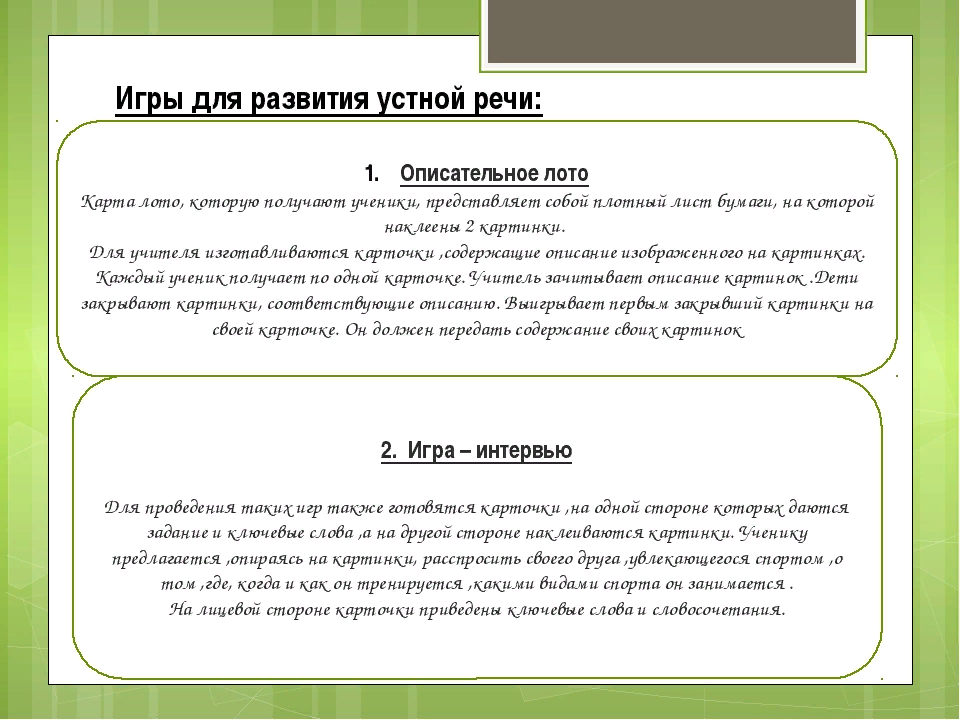 Игры для развития устной речи:
1. Описательное лото
Карта лото, которую получают ученики, представляет собой плотный лист бумаги, на которой
наклеены 2 картинки.
Для учителя изготавливаются карточки ,содержащие описание изображенного на картинках.
Каждый ученик получает по одной карточке. Учитель зачитывает описание картинок .Дети
закрывают картинки, соответствующие описанию. Выигрывает первым закрывший картинки на
своей карточке. Он должен передать содержание своих картинок
2. Игра – интервью
Для проведения таких игр также готовятся карточки ,на одной стороне которых даются
задание и ключевые слова ,а на другой стороне наклеиваются картинки. Ученику
предлагается ,опираясь на картинки, расспросить своего друга ,увлекающегося спортом ,о
том ,где, когда и как он тренируется ,какими видами спорта он занимается .
На лицевой стороне карточки приведены ключевые слова и словосочетания.